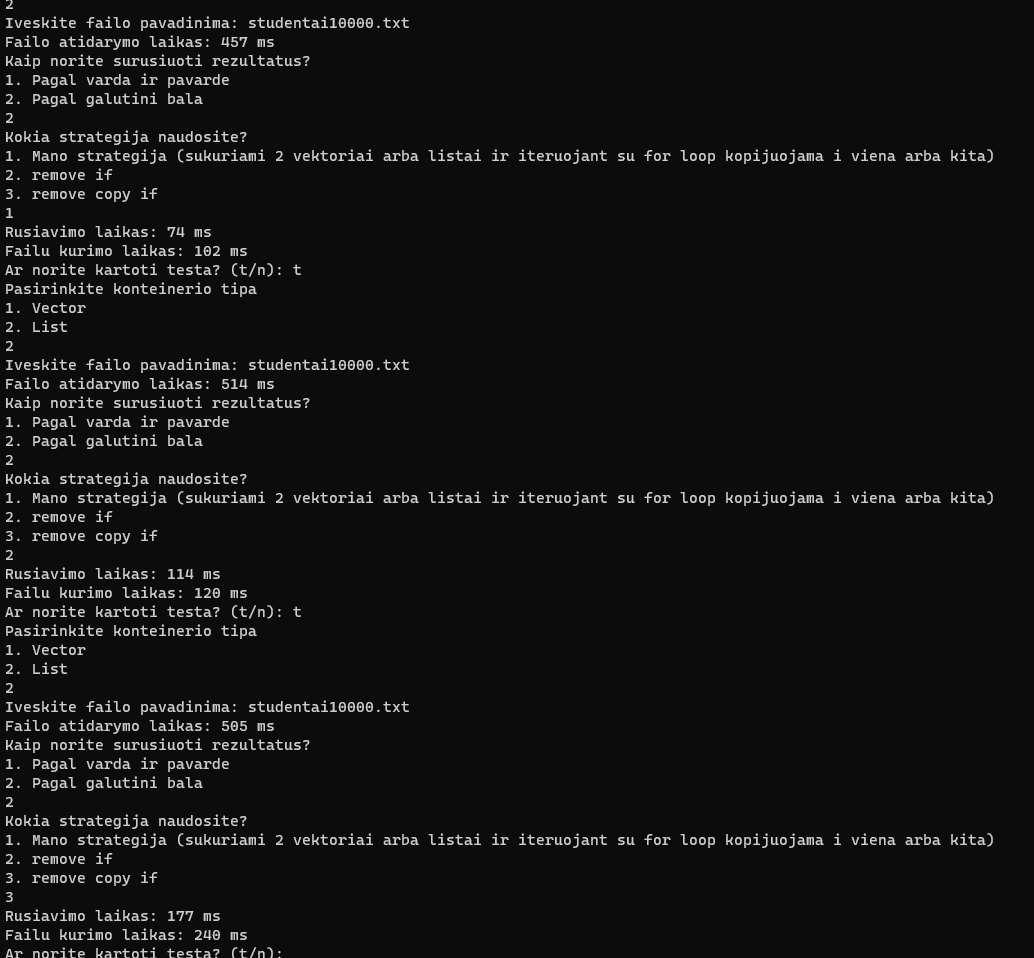 2
Iveskite failo pavadinima: studentai10000.txt
Failo atidarymo laikas: 457 ms
Kaip norite surusiuoti rezultatus?
1. Pagal varda ir pavarde
2. Pagal galutini bala
2
Kokia strategija naudosite?
1. Mano strategija (sukuriami 2 vektoriai arba listai ir iteruojant su for loop kopijuojama i viena arba kita)
2. remove if
3. remove copy if
1
Rusiavimo laikas: 74 ms
Failu kurimo laikas: 102 ms
Ar norite kartoti testa? (t/n): t
Pasirinkite konteinerio tipa
1. Vector
2. List
2
Iveskite failo pavadinima: studentai10000.txt
Failo atidarymo laikas: 514 ms
Kaip norite surusiuoti rezultatus?
1. Pagal varda ir pavarde
2. Pagal galutini bala
2
Kokia strategija naudosite?
1. Mano strategija (sukuriami 2 vektoriai arba listai ir iteruojant su for loop kopijuojama i viena arba kita)
2. remove if
3. remove copy if
2
Rusiavimo laikas: 114 ms
Failu kurimo laikas: 120 ms
Ar norite kartoti testa? (t/n): t
Pasirinkite konteinerio tipa
1. Vector
2. List
2
Iveskite failo pavadinima: studentai10000.txt
Failo atidarymo laikas: 505 ms
Kaip norite surusiuoti rezultatus?
1. Pagal varda ir pavarde
2. Pagal galutini bala
2
Kokia strategija naudosite?
1. Mano strategija (sukuriami 2 vektoriai arba listai ir iteruojant su for loop kopijuojama i viena arba kita)
2. remove if
3. remove copy if
3
Rusiavimo laikas: 177 ms
Failu kurimo laikas: 240 ms
Ar norite kartoti testa? (t/n):